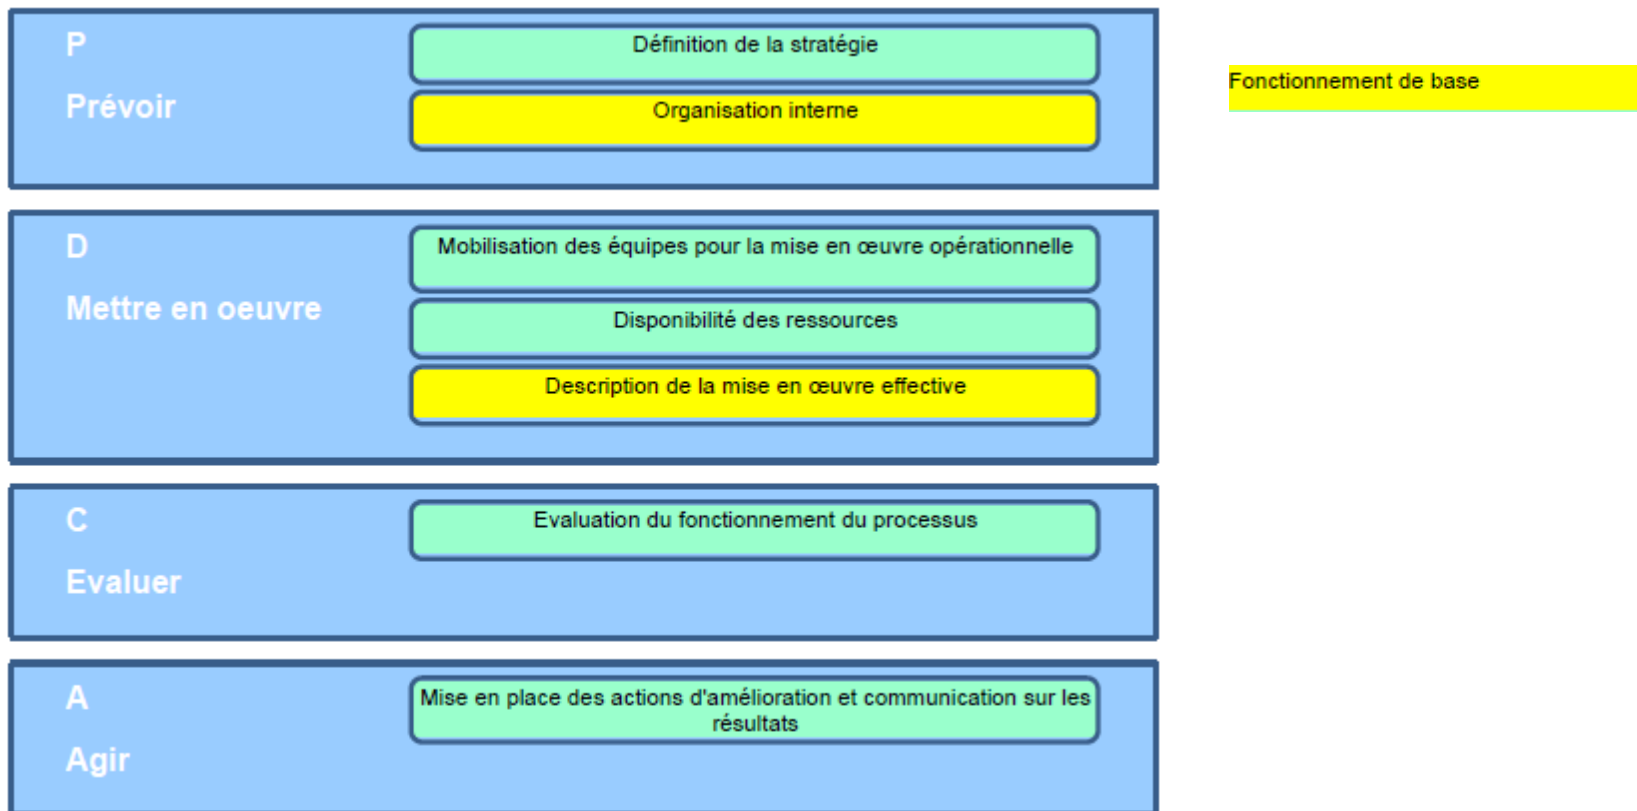 P
Prévoir
Définition de la stratégie
Organisation interne
Fonctionnement de base
D
Mettre en oeuvre
Mobilisation des équipes pour la mise en œuvre opérationnelle
Disponibilité des ressources
Description de la mise en œuvre effective
C
Evaluer
Evaluation du fonctionnement du processus
A
Agir
Mise en place des actions d'amélioration et communication sur les
résultats